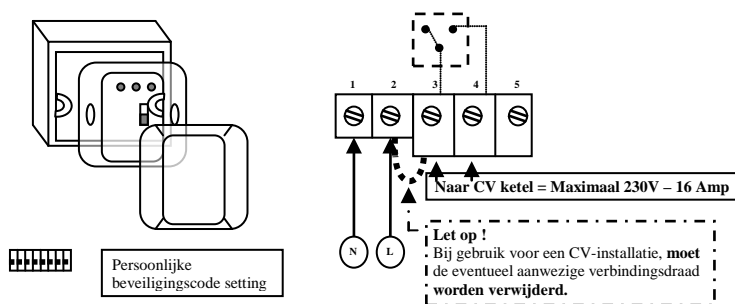 1 2 3 4 5
Naar CV ketel = Maximaal 230V – 16 Amp
N L
Let op !
Bij gebruik voor een CV-installatie, moet
de eventueel aanwezige verbindingsdraad
worden verwijderd.
Persoonlijke
beveiligingscode setting